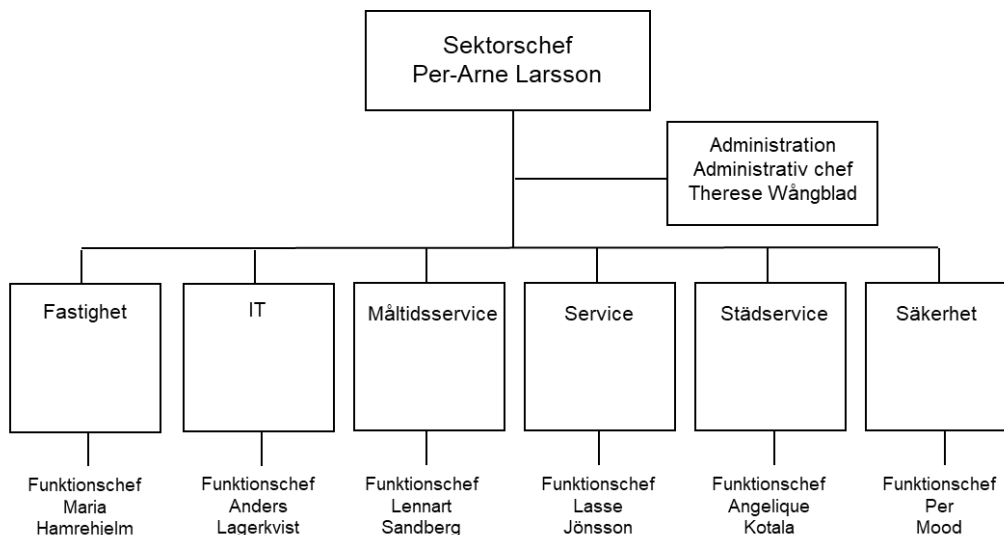 Sektorschef
Per-Arne Larsson
Administration
Administrativ chef
Therese Wångblad
Fastighet
IT
Måltidsservice
Service
Städservice
Säkerhet
Funktionschef
Maria
Hamrehielm
Funktionschef
Anders
Lagerkvist
Funktionschef
Lennart
Sandberg
Funktionschef
Lasse
Jönsson
Funktionschef
Angelique
Kotala
Funktionschef
Per
Mood